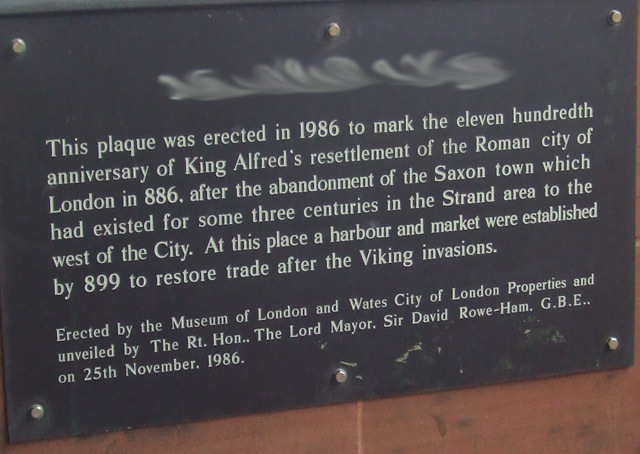 This plaque was erected in 1986 to mark the eleven hundredth
anniversary of King Alfred's resettlement of the Roman city of
London in 886, after the abandonment of the Saxon town which
had existed for some three centuries in the Strand area to the
west of the City. At this place a harbour and market were established
by 899 to restore trade after the Viking invasions.
Erected by the Museum of London and Wates City of London Properties and
unveiled by The Rt. Hon., The Lord Mayor, Sir David Rowe-Ham, G.B.E.,
on 25th November, 1986.